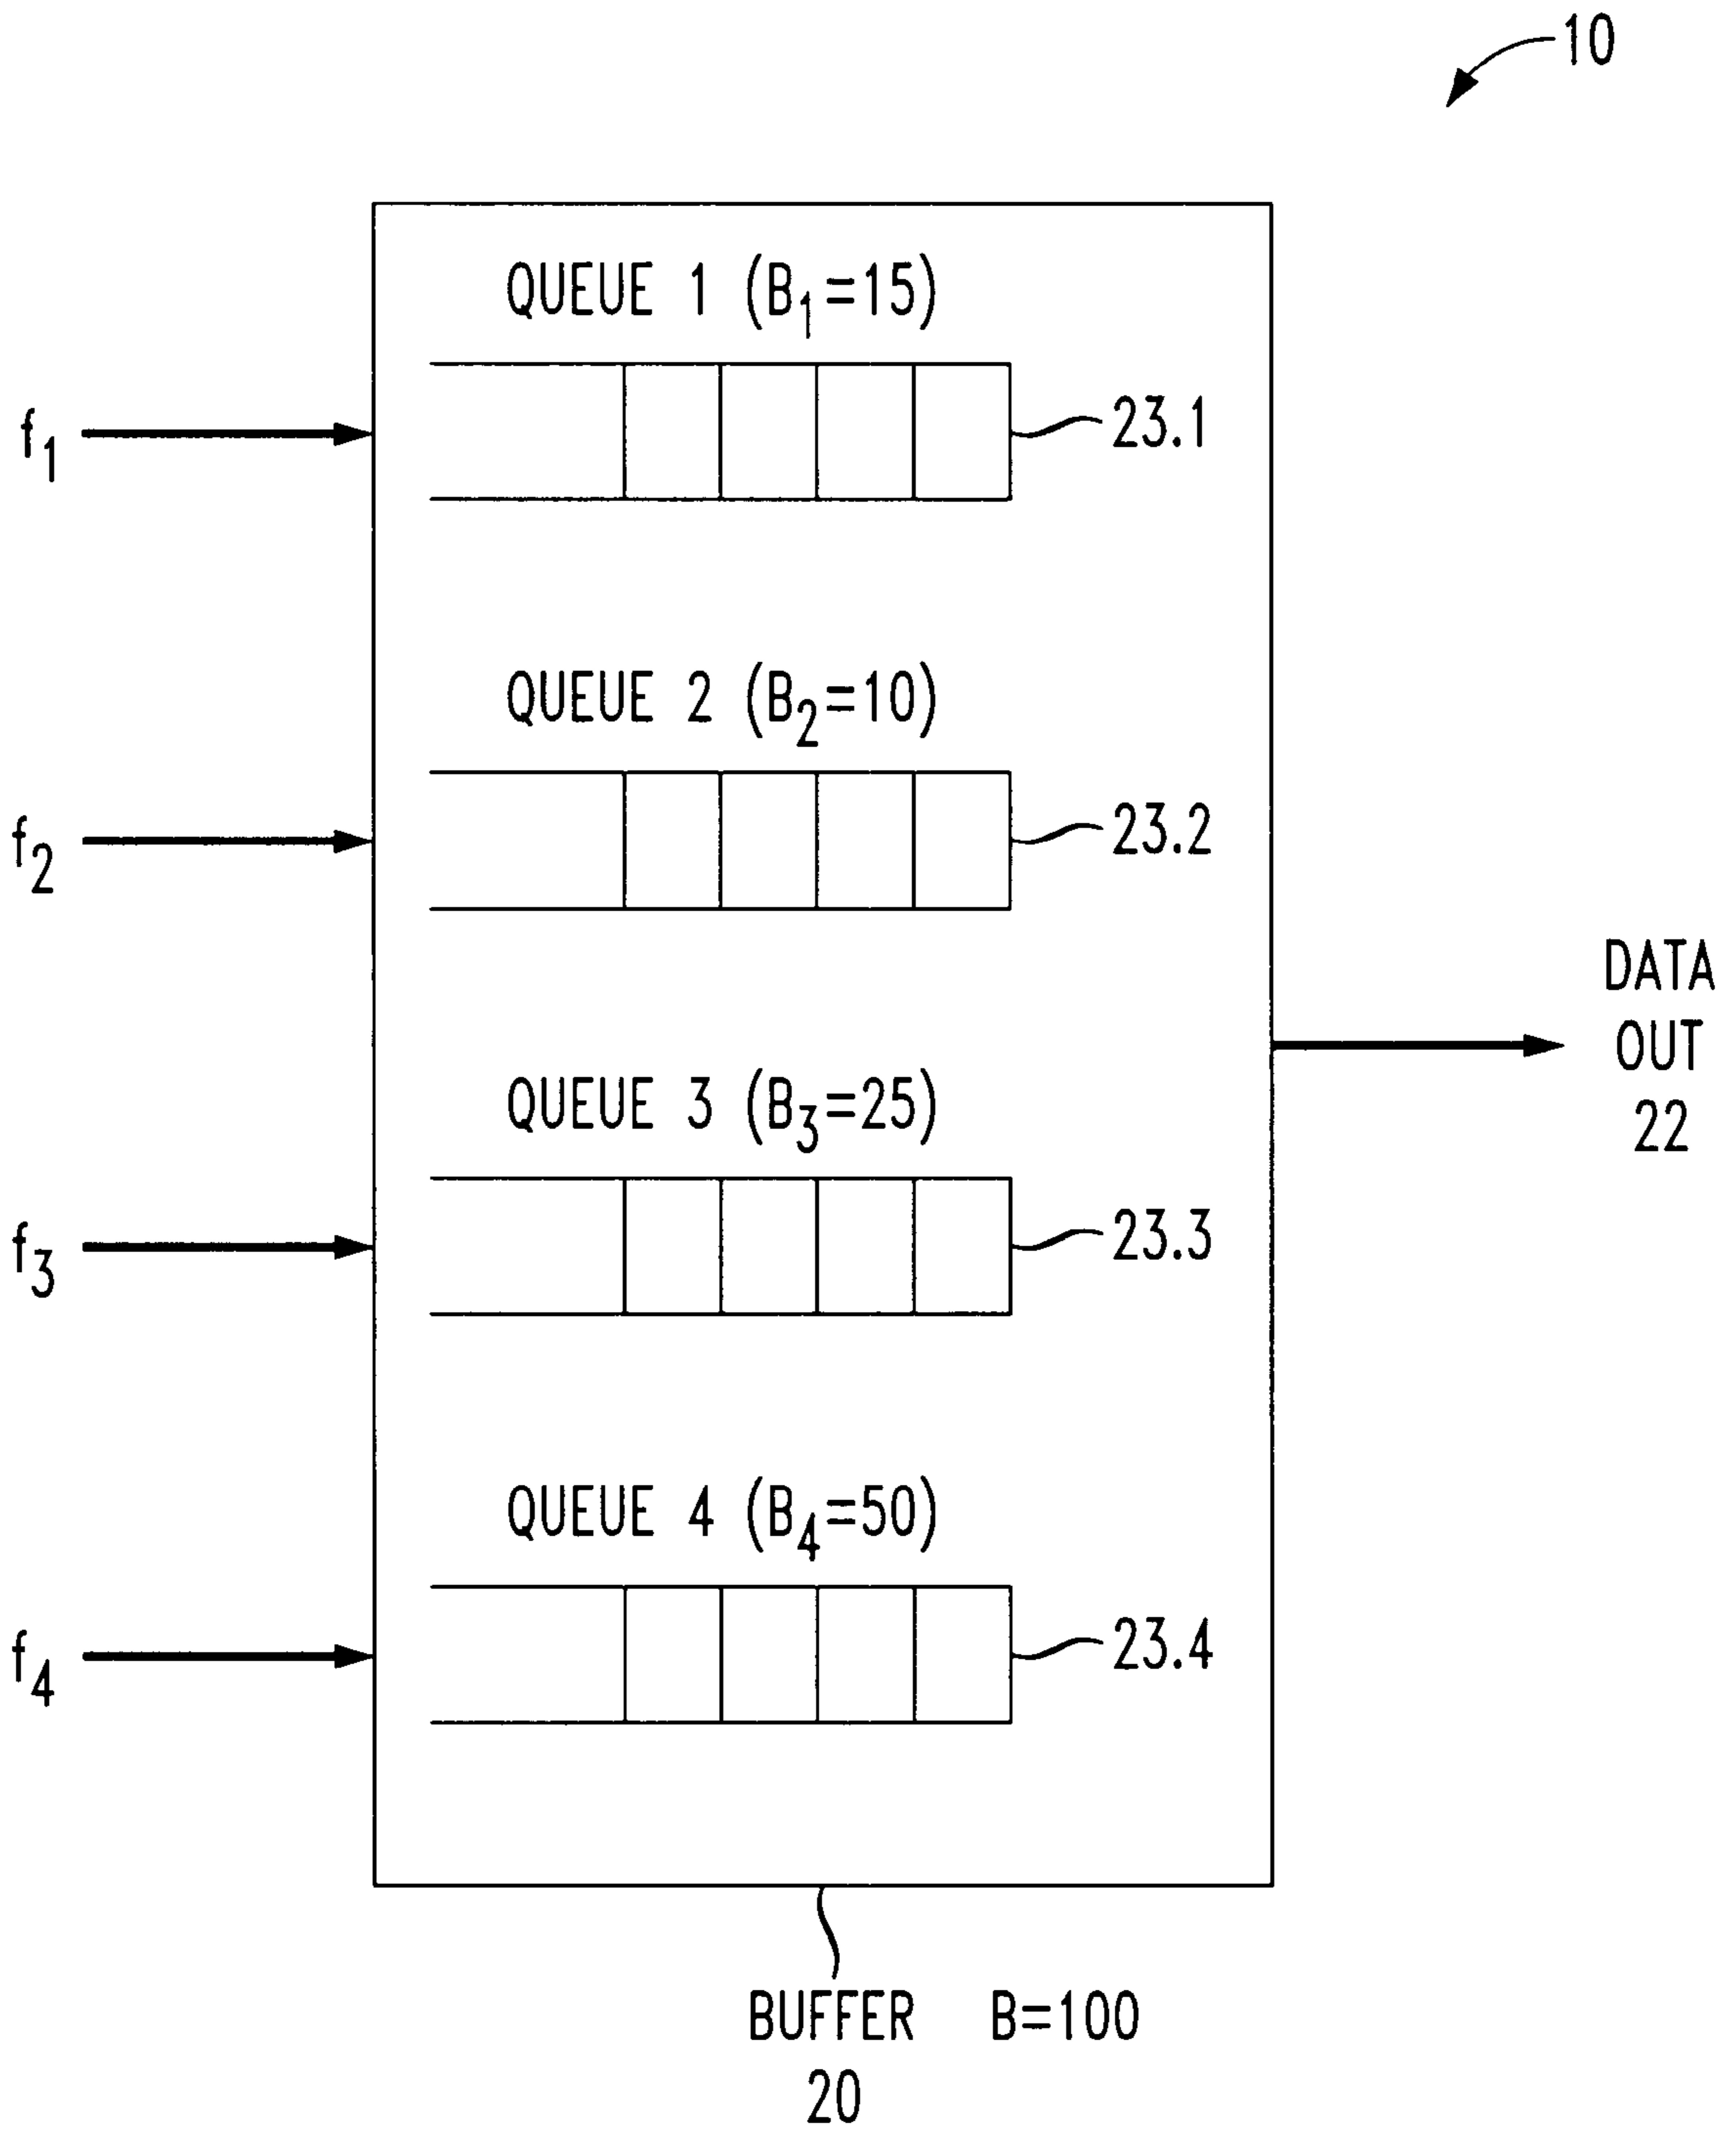 10
QUEUE 1 (B₁=15)
f₁
23.1
QUEUE 2 (B₂=10)
f₂
23.2
DATA
OUT
22
QUEUE 3 (B₃=25)
f₃
23.3
QUEUE 4 (B₄=50)
f₄
23.4
BUFFER B=100
20